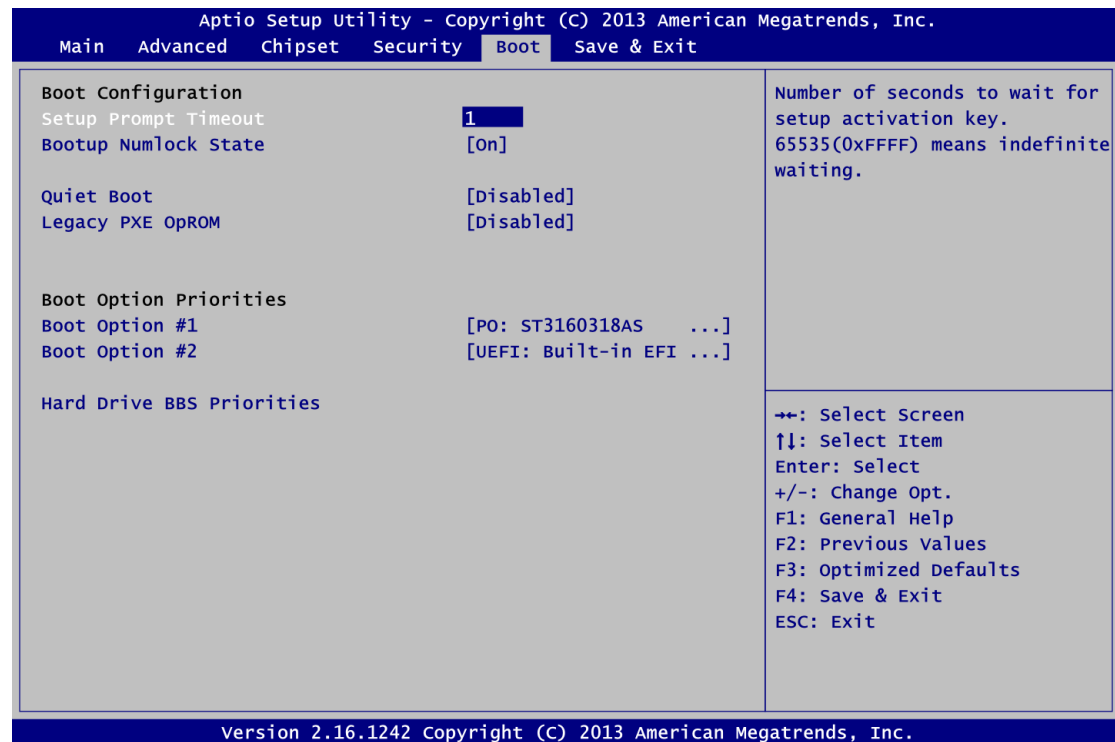 Aptio Setup Utility - Copyright (C) 2013 American Megatrends, Inc.
Main Advanced Chipset Security Boot Save & Exit
Boot Configuration
Setup Prompt Timeout 1
Bootup Numlock State [On]
Quiet Boot [Disabled]
Legacy PXE OpROM [Disabled]
Boot Option Priorities
Boot Option #1 [PO: ST3160318AS ...]
Boot Option #2 [UEFI: Built-in EFI ...]
Hard Drive BBS Priorities
Number of seconds to wait for
setup activation key.
65535(0xFFFF) means indefinite
waiting.
→←: Select Screen
↑↓: Select Item
Enter: Select
+/-: Change Opt.
F1: General Help
F2: Previous Values
F3: Optimized Defaults
F4: Save & Exit
ESC: Exit
Version 2.16.1242 Copyright (C) 2013 American Megatrends, Inc.